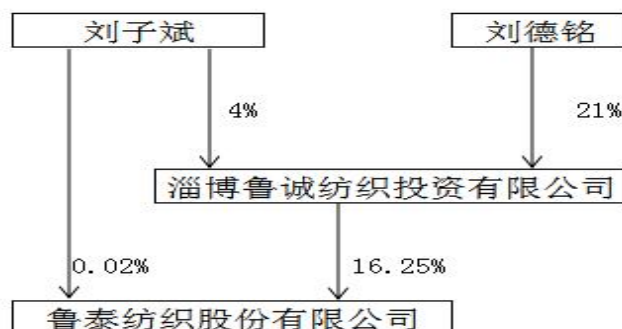 刘子斌
刘德铭
4%
21%
淄博鲁诚纺织投资有限公司
0.02%
16.25%
鲁泰纺织股份有限公司